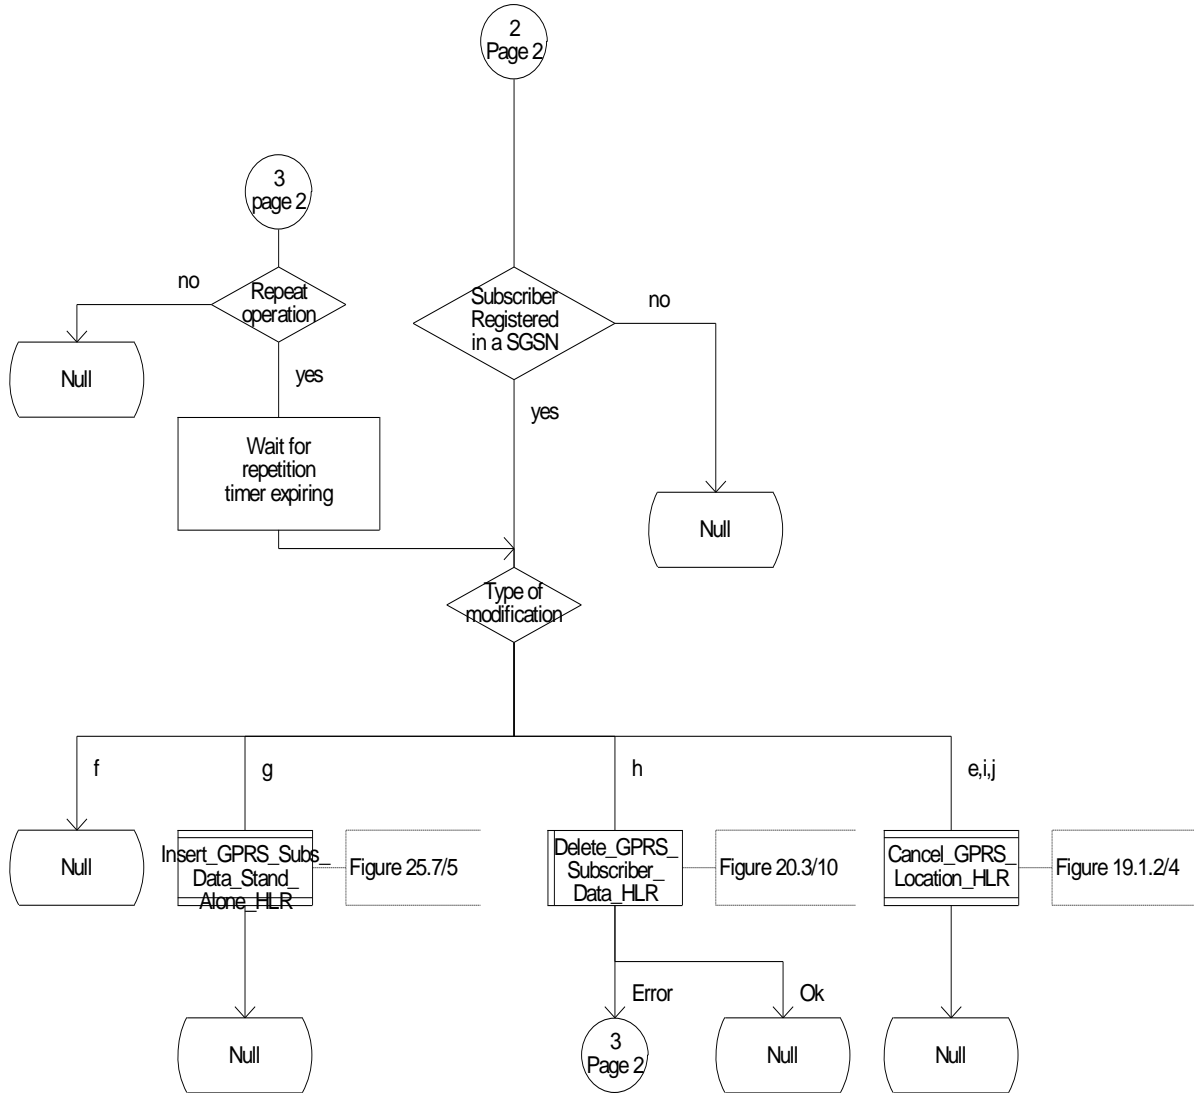 2
Page 2
3
page 2
no
Repeat
operation
Subscriber
Registered
in a SGSN
no
Null
yes
yes
Wait for
repetition
timer expiring
Null
Type of
modification
f
g
h
e,i,j
Null
Insert_GPRS_Subs_
Data_Stand_
Alone_HLR
Figure 25.7/5
Delete_GPRS_
Subscriber_
Data_HLR
Figure 20.3/10
Cancel_GPRS_
Location_HLR
Figure 19.1.2/4
Error
Ok
Null
3
Page 2
Null
Null